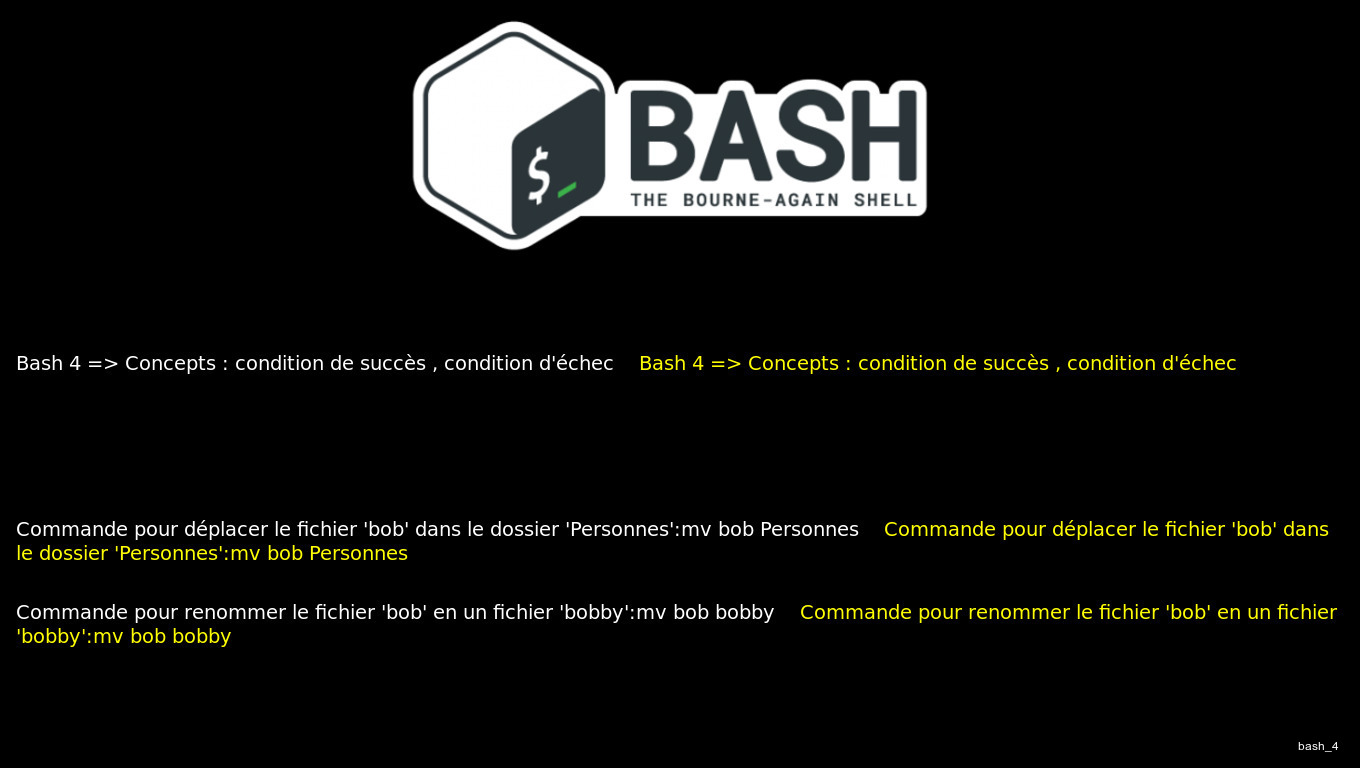 $_
BASH
THE BOURNE-AGAIN SHELL
Bash 4 => Concepts : condition de succès , condition d'échec Bash 4 => Concepts : condition de succès , condition d'échec
Commande pour déplacer le fichier 'bob' dans le dossier 'Personnes':mv bob Personnes Commande pour déplacer le fichier 'bob' dans
le dossier 'Personnes':mv bob Personnes
Commande pour renommer le fichier 'bob' en un fichier 'bobby':mv bob bobby Commande pour renommer le fichier 'bob' en un fichier
'bobby':mv bob bobby
bash_4